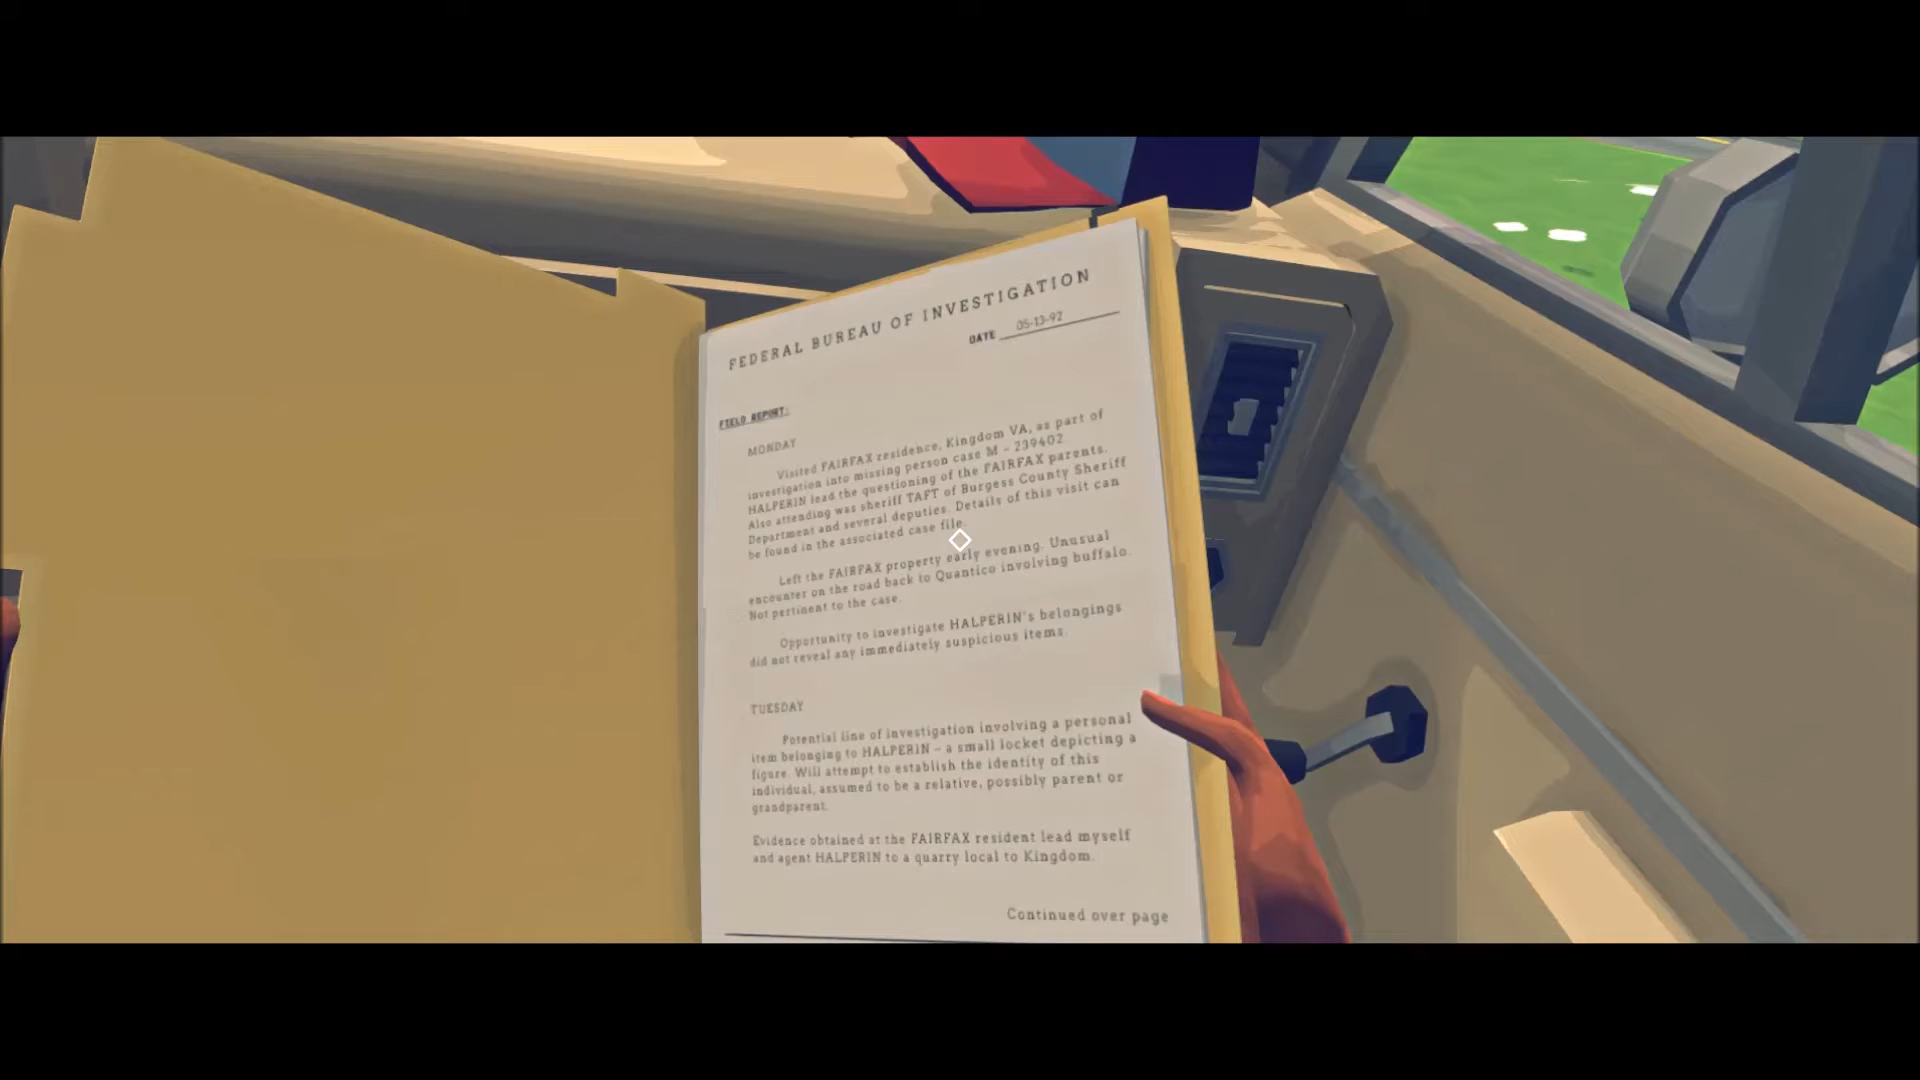 FEDERAL BUREAU OF INVESTIGATION
DATE 05-13-92
FIELD REPORT:
MONDAY
Visited FAIRFAX residence, Kingdom VA, as part of
investigation into missing person case M - 239402.
HALPERIN lead the questioning of the FAIRFAX parents.
Also attending was sheriff TAFT of Burgess County Sheriff
Department and several deputies. Details of this visit can
be found in the associated case file.
Left the FAIRFAX property early evening. Unusual
encounter on the road back to Quantico involving buffalo.
Not pertinent to the case.
Opportunity to investigate HALPERIN's belongings
did not reveal any immediately suspicious items.
TUESDAY
Potential line of investigation involving a personal
item belonging to HALPERIN - a small locket depicting a
figure. Will attempt to establish the identity of this
individual, assumed to be a relative, possibly parent or
grandparent.
Evidence obtained at the FAIRFAX resident lead myself
and agent HALPERIN to a quarry local to Kingdom.
Continued over page